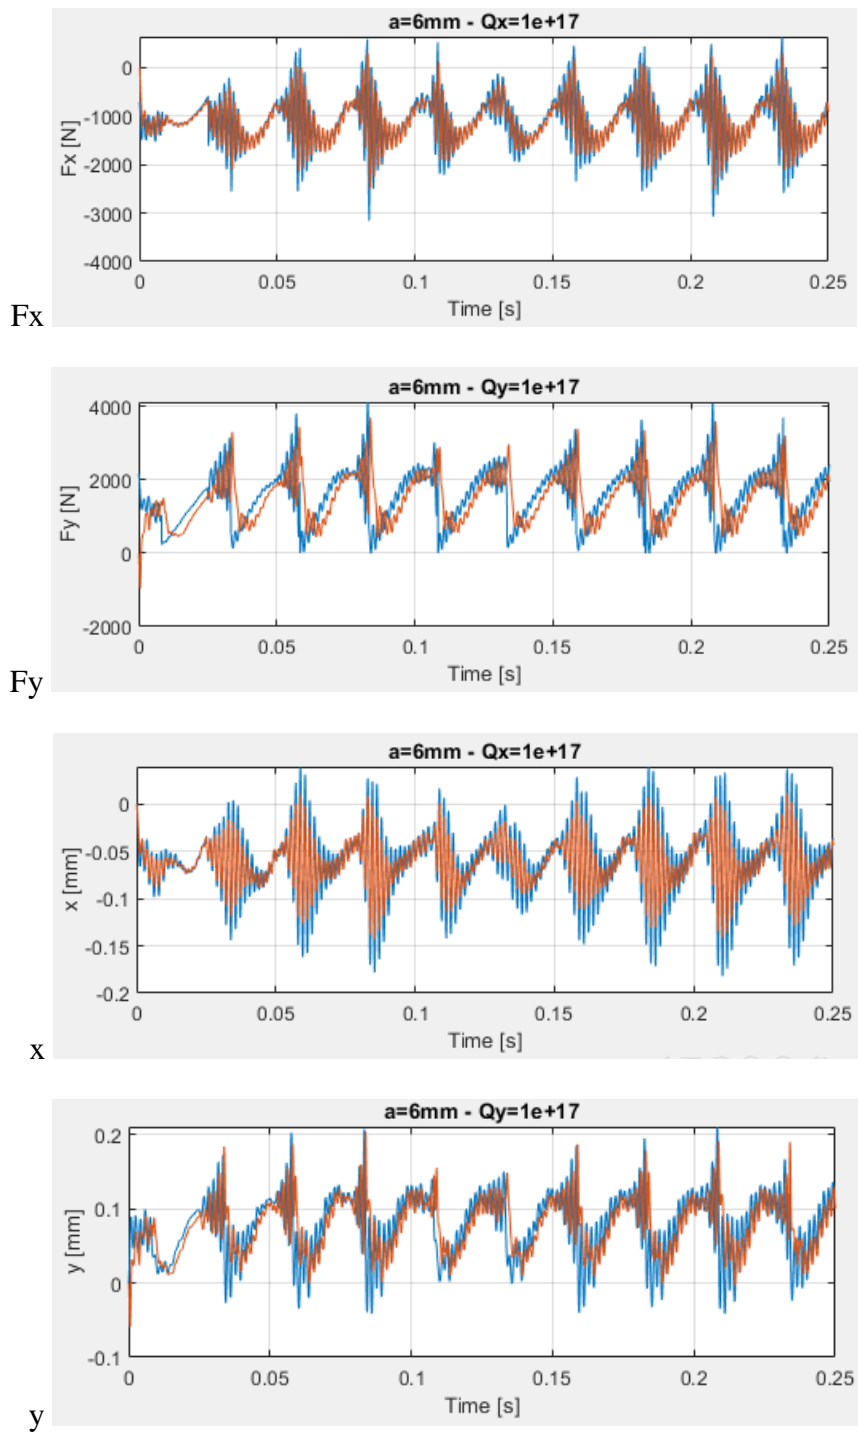 a=6mm - Qx=1e+17
0
-1000
-2000
-3000
-4000
Fx [N]
0 0.05 0.1 0.15 0.2 0.25
Time [s]
Fx
a=6mm - Qy=1e+17
4000
2000
0
-2000
Fy [N]
0 0.05 0.1 0.15 0.2 0.25
Time [s]
Fy
a=6mm - Qx=1e+17
0
-0.05
-0.1
-0.15
-0.2
x [mm]
0 0.05 0.1 0.15 0.2 0.25
Time [s]
x
a=6mm - Qy=1e+17
0.2
0.1
0
-0.1
y [mm]
0 0.05 0.1 0.15 0.2 0.25
Time [s]
y